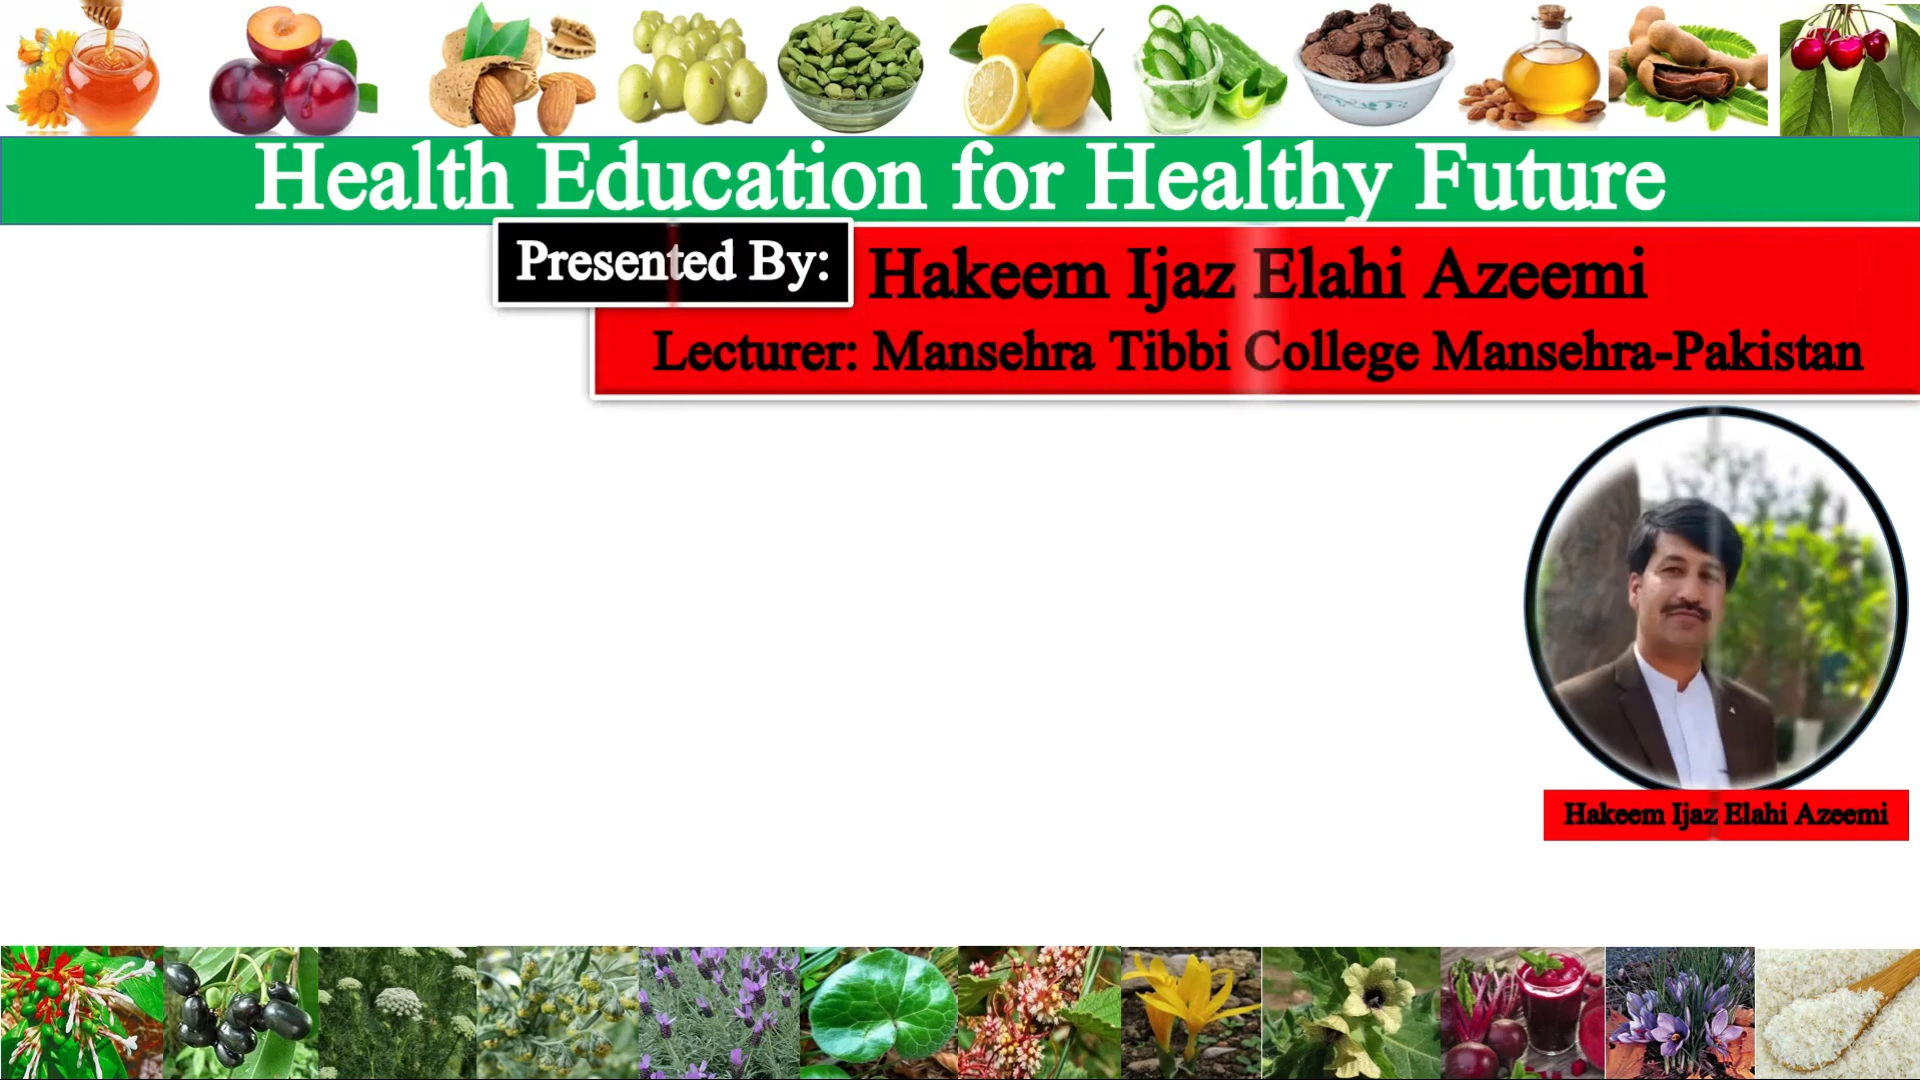 Health Education for Healthy Future
Presented By:
Hakeem Ijaz Elahi Azeemi
Lecturer: Mansehra Tibbi College Mansehra-Pakistan
Hakeem Ijaz Elahi Azeemi